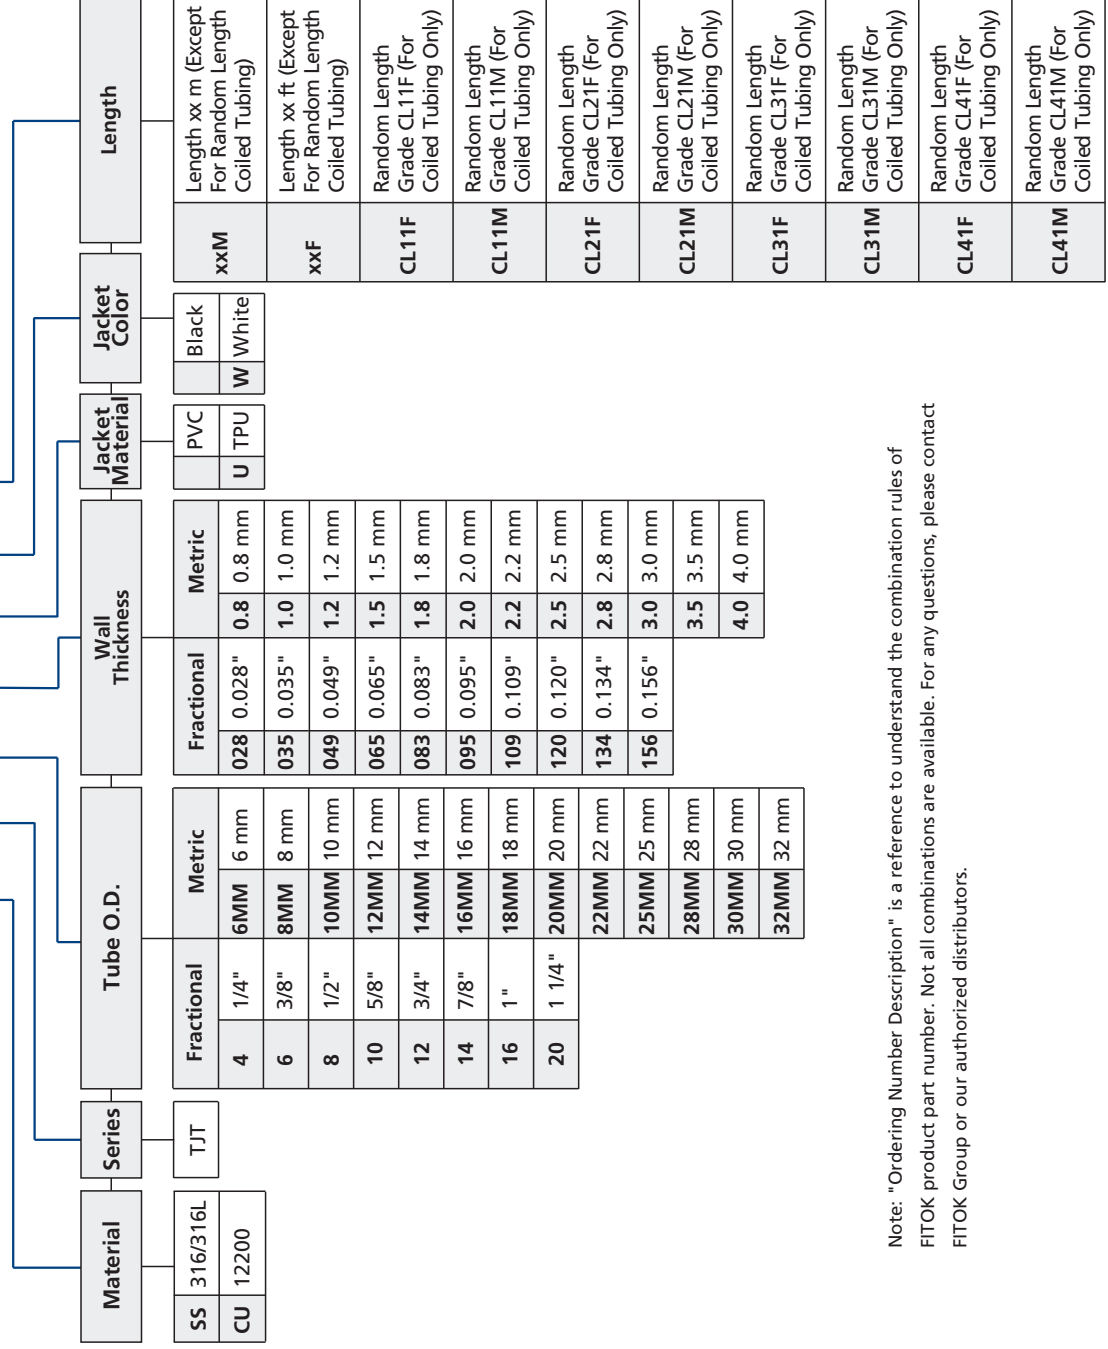 Material
SS 316/316L
CU 12200
Series
TJT
Tube O.D.
Fractional
4 1/4"
6 3/8"
8 1/2"
10 5/8"
12 3/4"
14 7/8"
16 1"
20 1 1/4"
Metric
6MM 6 mm
8MM 8 mm
10MM 10 mm
12MM 12 mm
14MM 14 mm
16MM 16 mm
18MM 18 mm
20MM 20 mm
22MM 22 mm
25MM 25 mm
28MM 28 mm
30MM 30 mm
32MM 32 mm
Wall
Thickness
Fractional
028 0.028"
035 0.035"
049 0.049"
065 0.065"
083 0.083"
095 0.095"
109 0.109"
120 0.120"
134 0.134"
156 0.156"
Metric
0.8 0.8 mm
1.0 1.0 mm
1.2 1.2 mm
1.5 1.5 mm
1.8 1.8 mm
2.0 2.0 mm
2.2 2.2 mm
2.5 2.5 mm
2.8 2.8 mm
3.0 3.0 mm
3.5 3.5 mm
4.0 4.0 mm
Jacket
Material
PVC
U TPU
Jacket
Color
Black
W White
Length
xxM
Length xx m (Except
For Random Length
Coiled Tubing)
xxF
Length xx ft (Except
For Random Length
Coiled Tubing)
CL11F
Random Length
Grade CL11F (For
Coiled Tubing Only)
CL11M
Random Length
Grade CL11M (For
Coiled Tubing Only)
CL21F
Random Length
Grade CL21F (For
Coiled Tubing Only)
CL21M
Random Length
Grade CL21M (For
Coiled Tubing Only)
CL31F
Random Length
Grade CL31F (For
Coiled Tubing Only)
CL31M
Random Length
Grade CL31M (For
Coiled Tubing Only)
CL41F
Random Length
Grade CL41F (For
Coiled Tubing Only)
CL41M
Random Length
Grade CL41M (For
Coiled Tubing Only)
Note: "Ordering Number Description" is a reference to understand the combination rules of
FITOK product part number. Not all combinations are available. For any questions, please contact
FITOK Group or our authorized distributors.